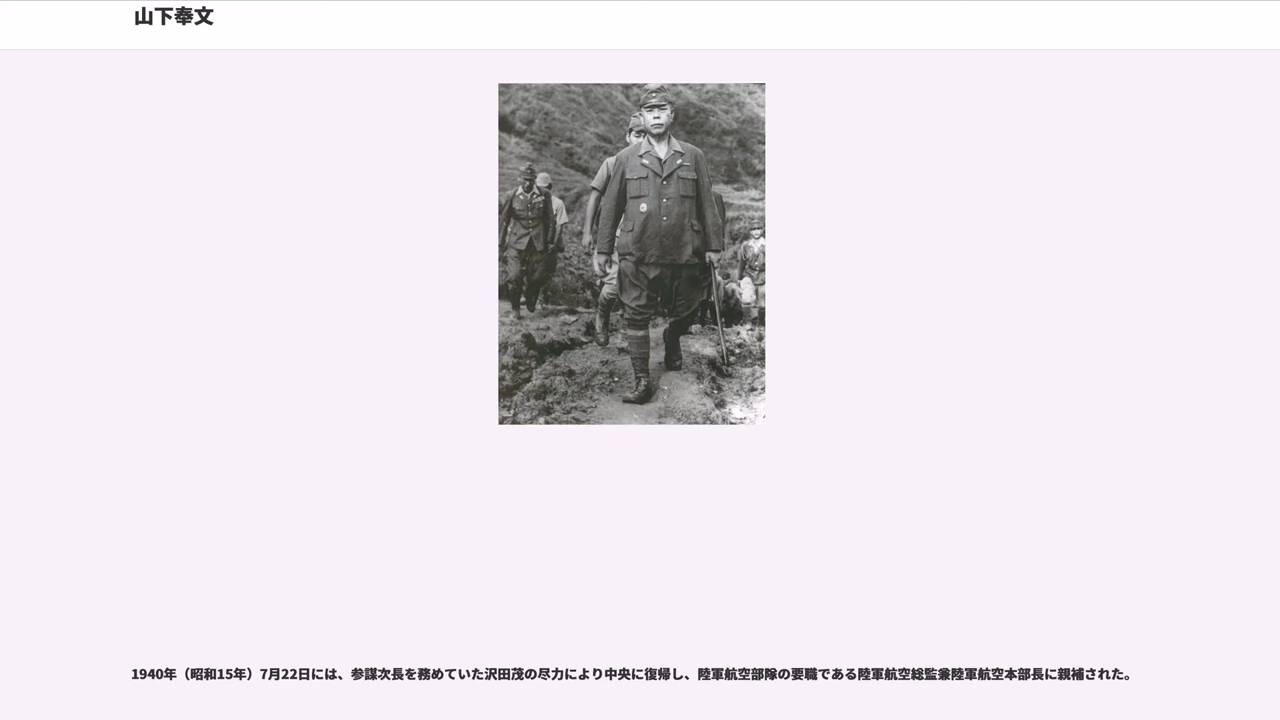 山下奉文
1940年（昭和15年）7月22日には、参謀次長を務めていた沢田茂の尽力により中央に復帰し、陸軍航空部隊の要職である陸軍航空総監兼陸軍航空本部長に親補された。